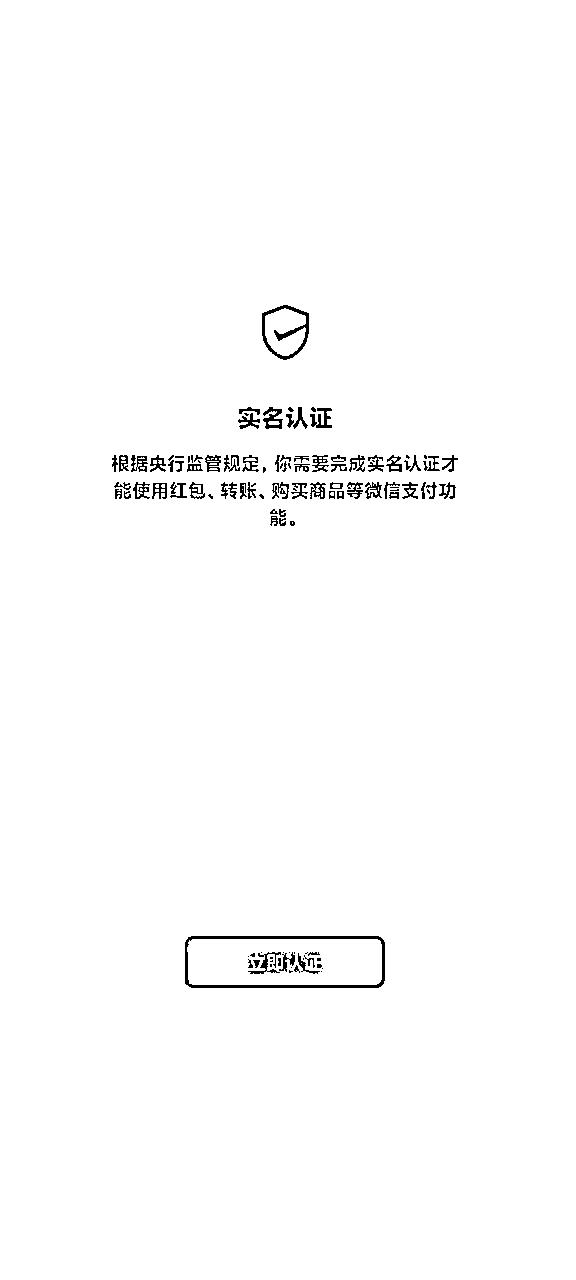 实名认证
根据央行监管规定，你需要完成实名认证才
能使用红包、转账、购买商品等微信支付功
能。
立即认证